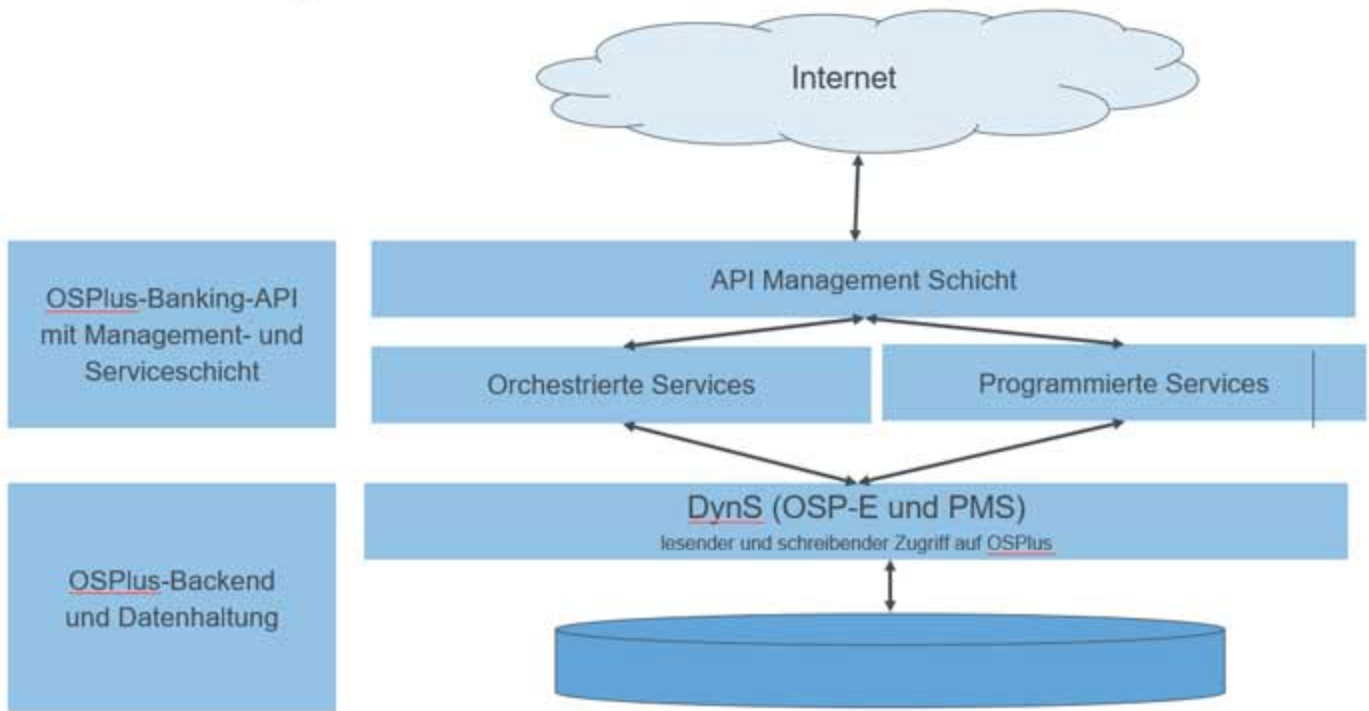 Internet
OSPlus-Banking-API
mit Management- und
Serviceschicht
API Management Schicht
Orchestrierte Services
Programmierte Services
OSPlus-Backend
und Datenhaltung
DynS (OSP-E und PMS)
lesender und schreibender Zugriff auf OSPlus